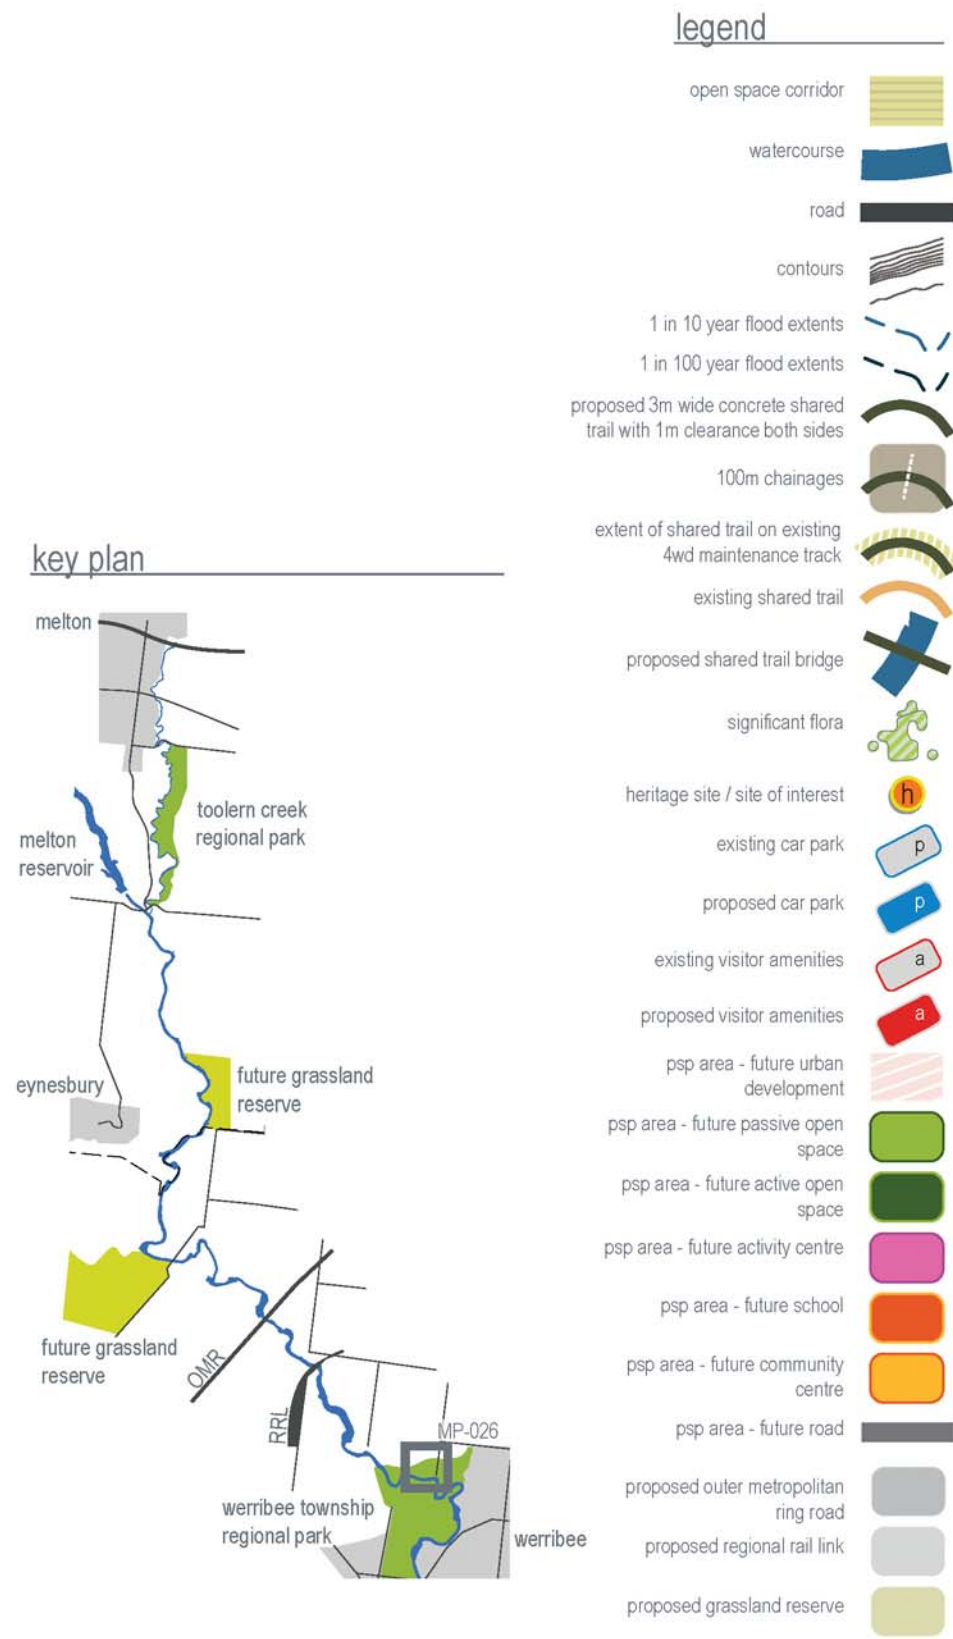 legend
open space corridor
watercourse
road
contours
1 in 10 year flood extents
1 in 100 year flood extents
proposed 3m wide concrete shared
trail with 1m clearance both sides
100m chainages
extent of shared trail on existing
4wd maintenance track
existing shared trail
proposed shared trail bridge
significant flora
heritage site / site of interest
h
existing car park
p
proposed car park
p
existing visitor amenities
a
proposed visitor amenities
a
psp area - future urban
development
psp area - future passive open
space
psp area - future active open
space
psp area - future activity centre
psp area - future school
psp area - future community
centre
psp area - future road
proposed outer metropolitan
ring road
proposed regional rail link
proposed grassland reserve
key plan
melton
toolern creek
regional park
melton
reservoir
eynesbury
future grassland
reserve
future grassland
reserve
OMR
RRL
MP-026
werribee township
regional park
werribee